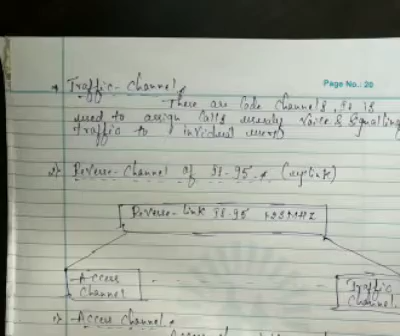 Page No.: 20
→ Traffic-Channel
These are Code Channels, It is
used to assign calls, mainly Voice & Signalling
traffic to individual users
2) Reverse-Channel of IS-95 (uplink)
Reverse-link IS-95 1.23MHZ
Access Channel
Traffic Channel
Access Channel